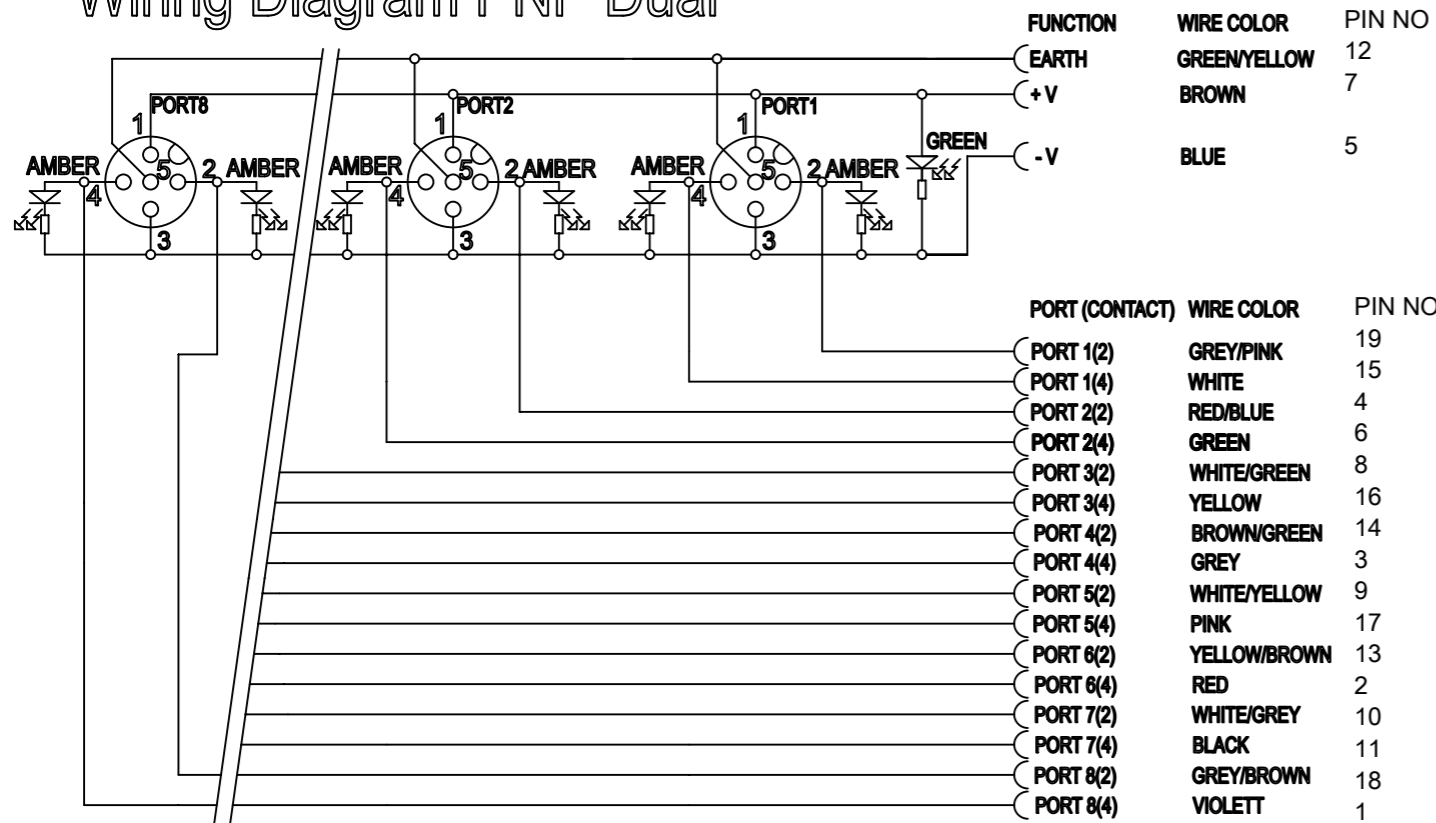 Wiring Diagram PNP Dual
FUNCTION WIRE COLOR PIN NO
EARTH GREEN/YELLOW 12
+ V BROWN 7
- V BLUE 5
PORT8 PORT2 PORT1
1 1 1
GREEN
AMBER 5 2 AMBER AMBER 5 2 AMBER AMBER 5 2 AMBER
4 4 4
3 3 3
PORT (CONTACT) WIRE COLOR PIN NO
PORT 1(2) GREY/PINK 19
PORT 1(4) WHITE 15
PORT 2(2) RED/BLUE 4
PORT 2(4) GREEN 6
PORT 3(2) WHITE/GREEN 8
PORT 3(4) YELLOW 16
PORT 4(2) BROWN/GREEN 14
PORT 4(4) GREY 3
PORT 5(2) WHITE/YELLOW 9
PORT 5(4) PINK 17
PORT 6(2) YELLOW/BROWN 13
PORT 6(4) RED 2
PORT 7(2) WHITE/GREY 10
PORT 7(4) BLACK 11
PORT 8(2) GREY/BROWN 18
PORT 8(4) VIOLETT 1